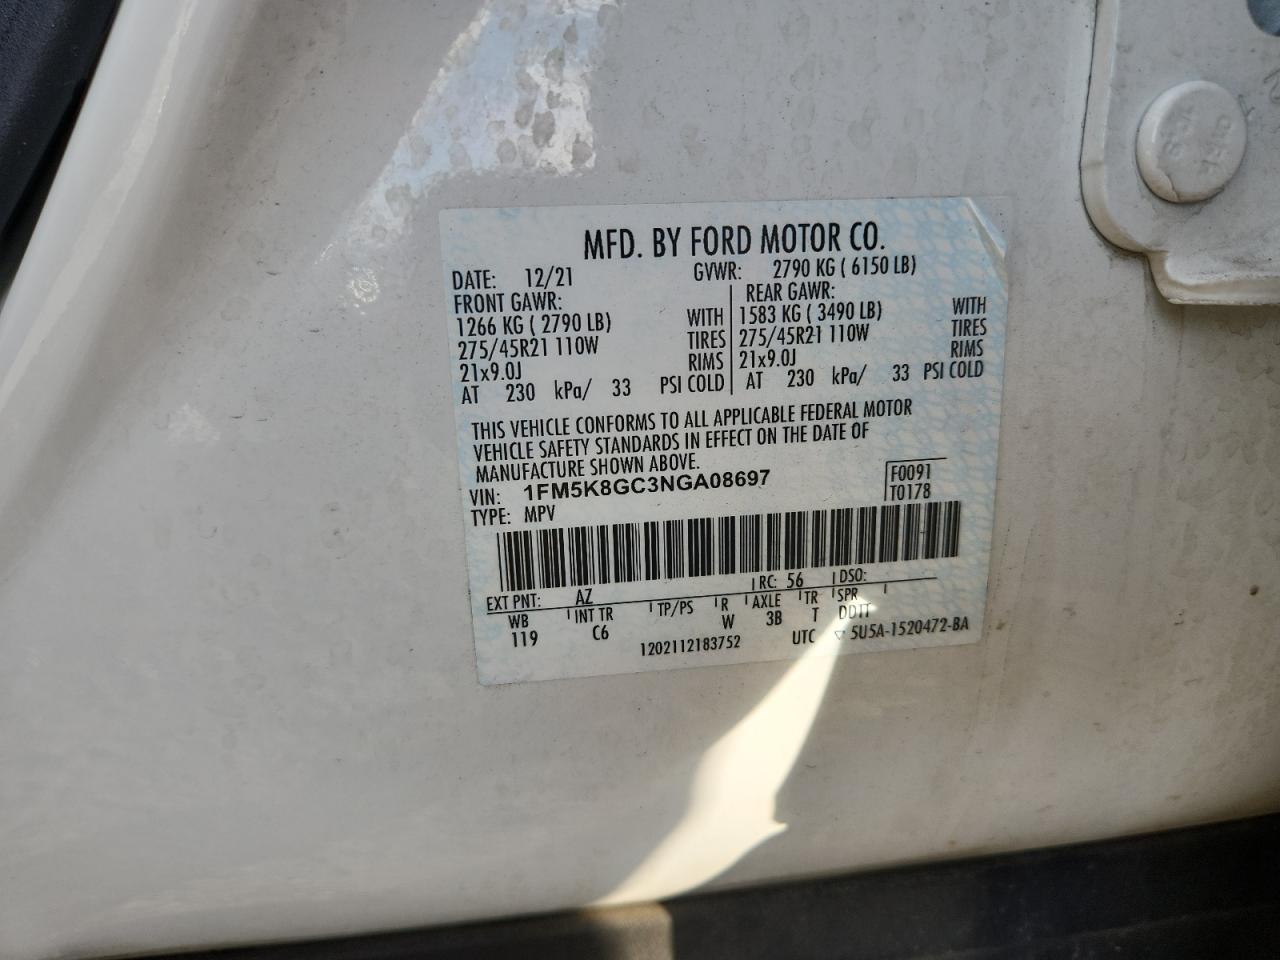 MFD. BY FORD MOTOR CO.
DATE: 12/21 GVWR: 2790 KG ( 6150 LB)
FRONT GAWR: REAR GAWR:
1266 KG ( 2790 LB) WITH 1583 KG ( 3490 LB) WITH
275/45R21 110W TIRES 275/45R21 110W TIRES
21x9.0J RIMS 21x9.0J RIMS
AT 230 kPa/ 33 PSI COLD AT 230 kPa/ 33 PSI COLD
THIS VEHICLE CONFORMS TO ALL APPLICABLE FEDERAL MOTOR
VEHICLE SAFETY STANDARDS IN EFFECT ON THE DATE OF
MANUFACTURE SHOWN ABOVE.
VIN: 1FM5K8GC3NGA08697 F0091
TYPE: MPV T0178
EXT PNT: AZ RC: 56 DSO:
WB INT TR TP/PS R AXLE TR SPR
119 C6 W 3B T DDTT
1202112183752 UTC ▽ 5U5A-1520472-BA